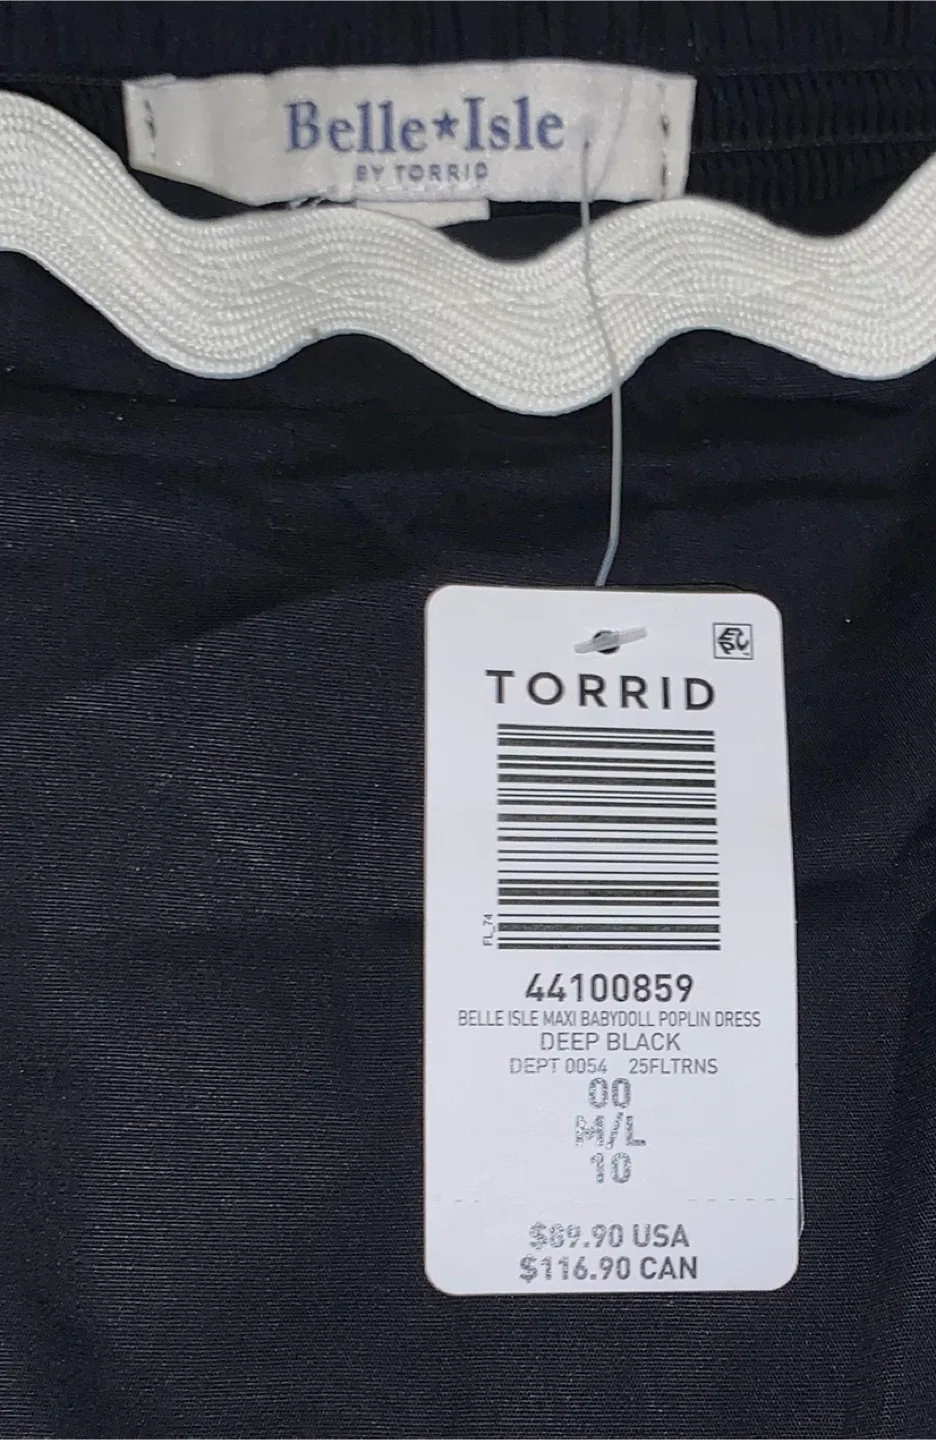 Belle★Isle
BY TORRID
EPC
TORRID
FL_74
44100859
BELLE ISLE MAXI BABYDOLL POPLIN DRESS
DEEP BLACK
DEPT 0054 25FLTRNS
00
M/L
10
$89.90 USA
$116.90 CAN